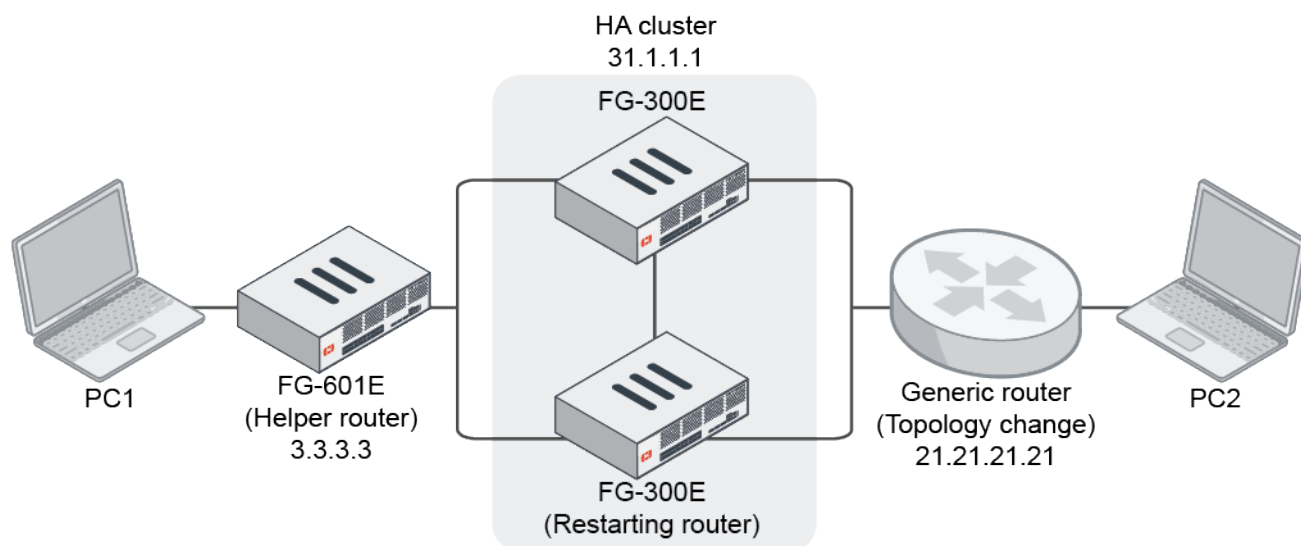 HA cluster
31.1.1.1
FG-300E
PC1
FG-601E
(Helper router)
3.3.3.3
FG-300E
(Restarting router)
Generic router
(Topology change)
21.21.21.21
PC2